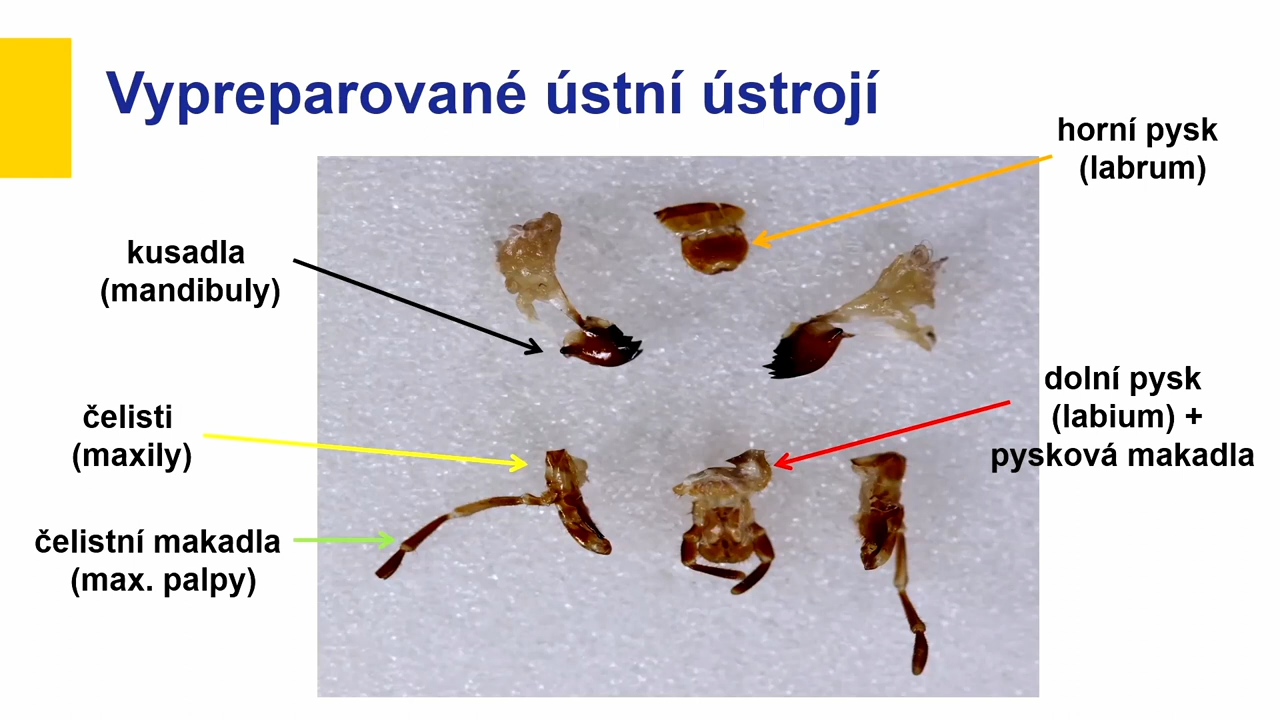 Vypreparované ústní ústrojí
horní pysk
(labrum)
kusadla
(mandibuly)
dolní pysk
(labium) +
pysková makadla
čelisti
(maxily)
čelistní makadla
(max. palpy)